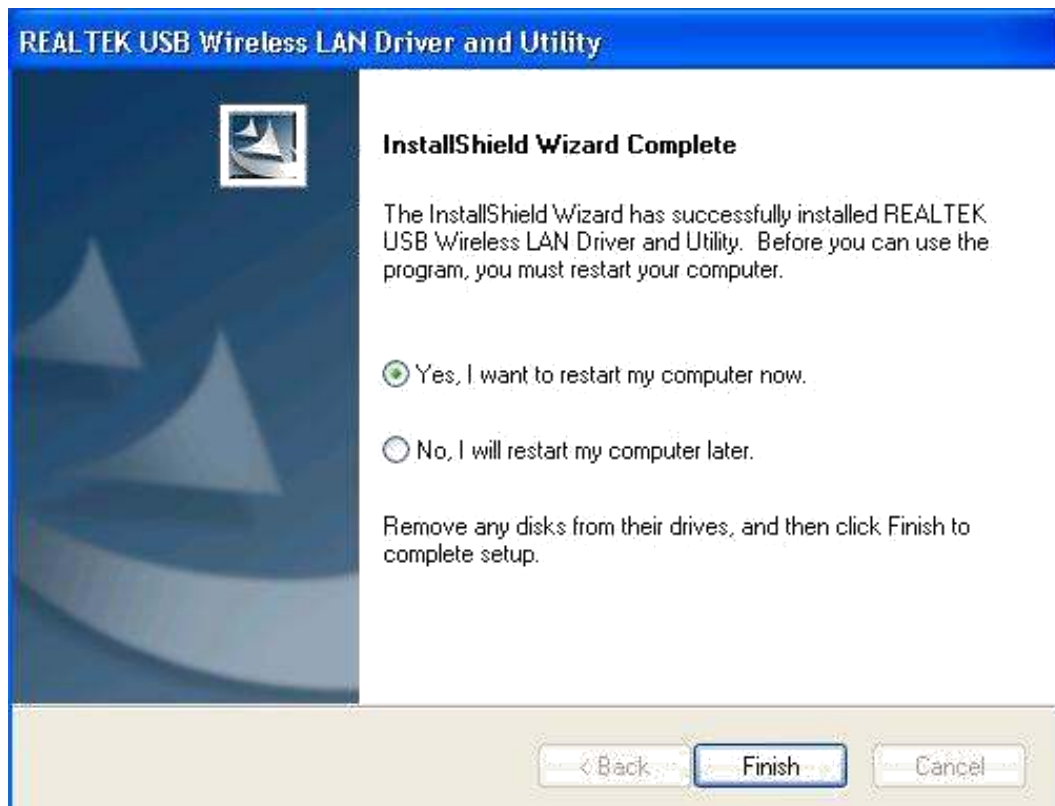 REALTEK USB Wireless LAN Driver and Utility
InstallShield Wizard Complete
The InstallShield Wizard has successfully installed REALTEK
USB Wireless LAN Driver and Utility.  Before you can use the
program, you must restart your computer.
Yes, I want to restart my computer now.
No, I will restart my computer later.
Remove any disks from their drives, and then click Finish to
complete setup.
< Back Finish Cancel